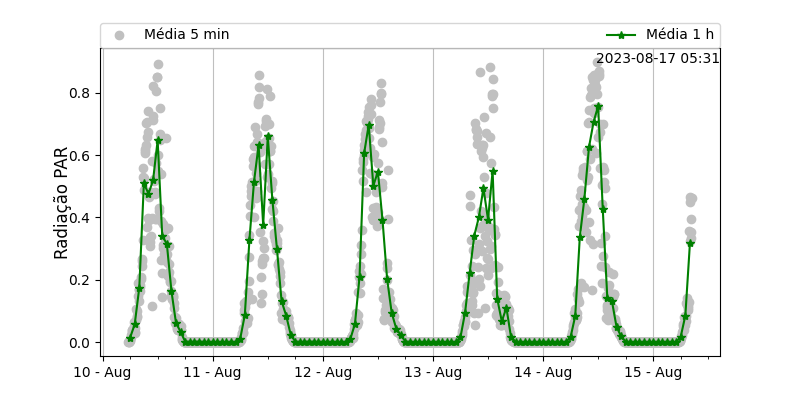 Média 5 min
Média 1 h
2023-08-17 05:31
Radiação PAR
0.8
0.6
0.4
0.2
0.0
10 - Aug
11 - Aug
12 - Aug
13 - Aug
14 - Aug
15 - Aug